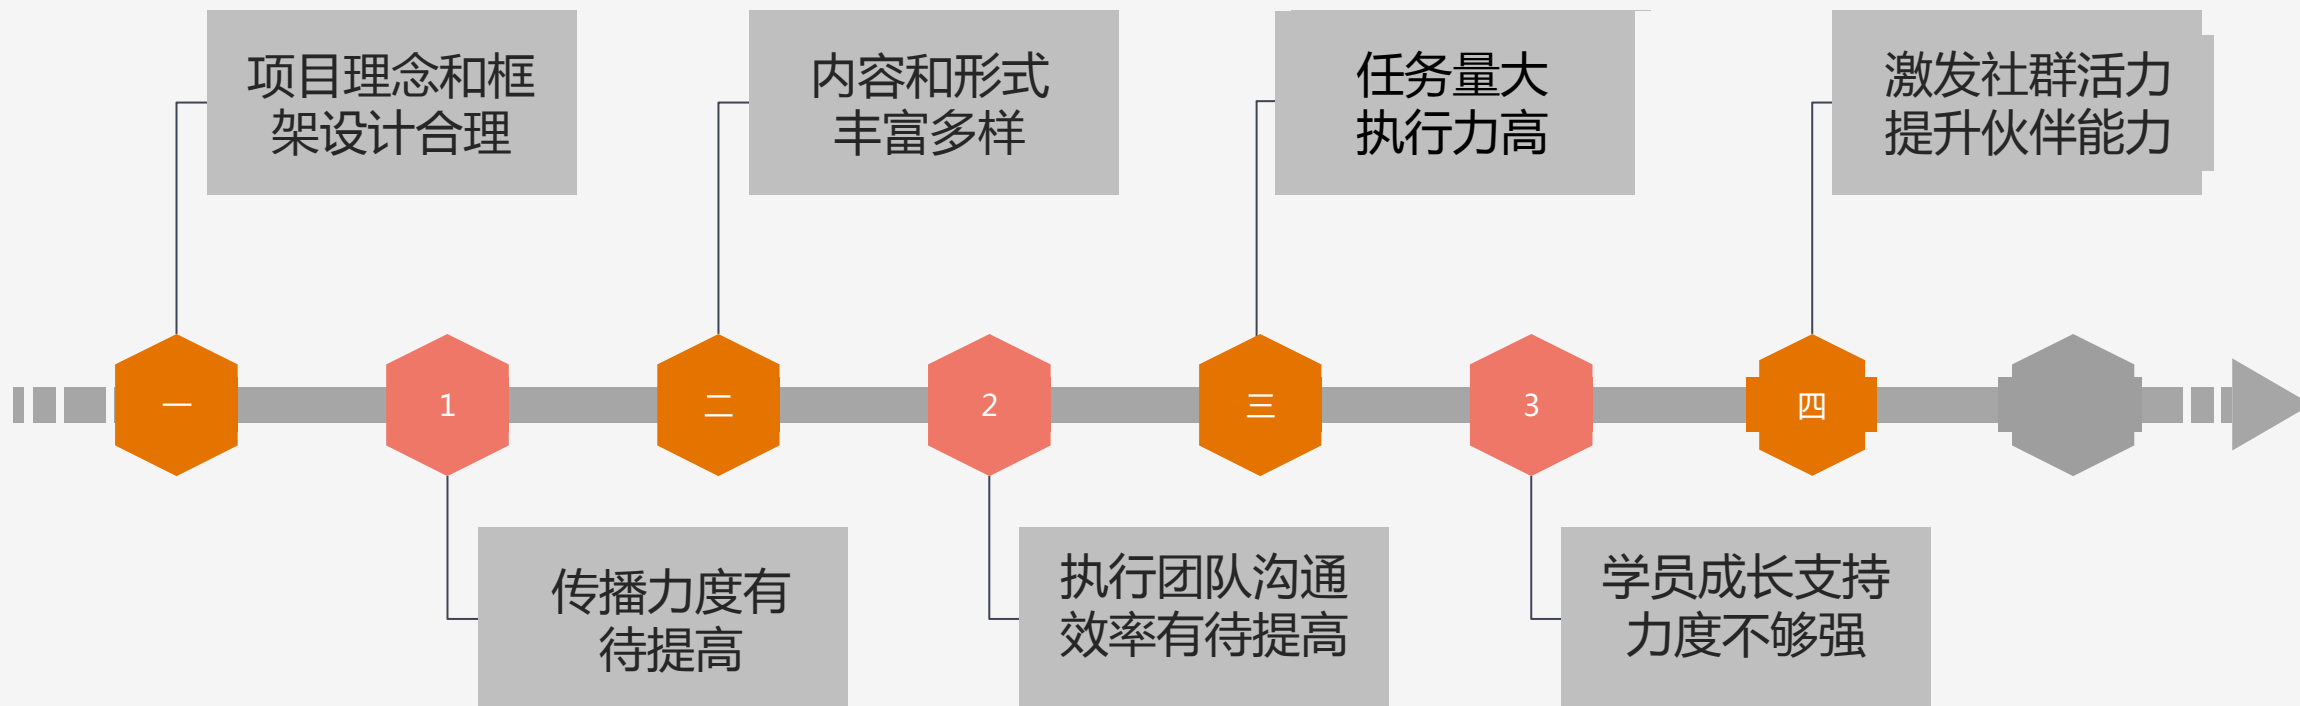 项目理念和框
架设计合理
内容和形式
丰富多样
任务量大
执行力高
激发社群活力
提升伙伴能力
一
1
二
2
三
3
四
传播力度有
待提高
执行团队沟通
效率有待提高
学员成长支持
力度不够强